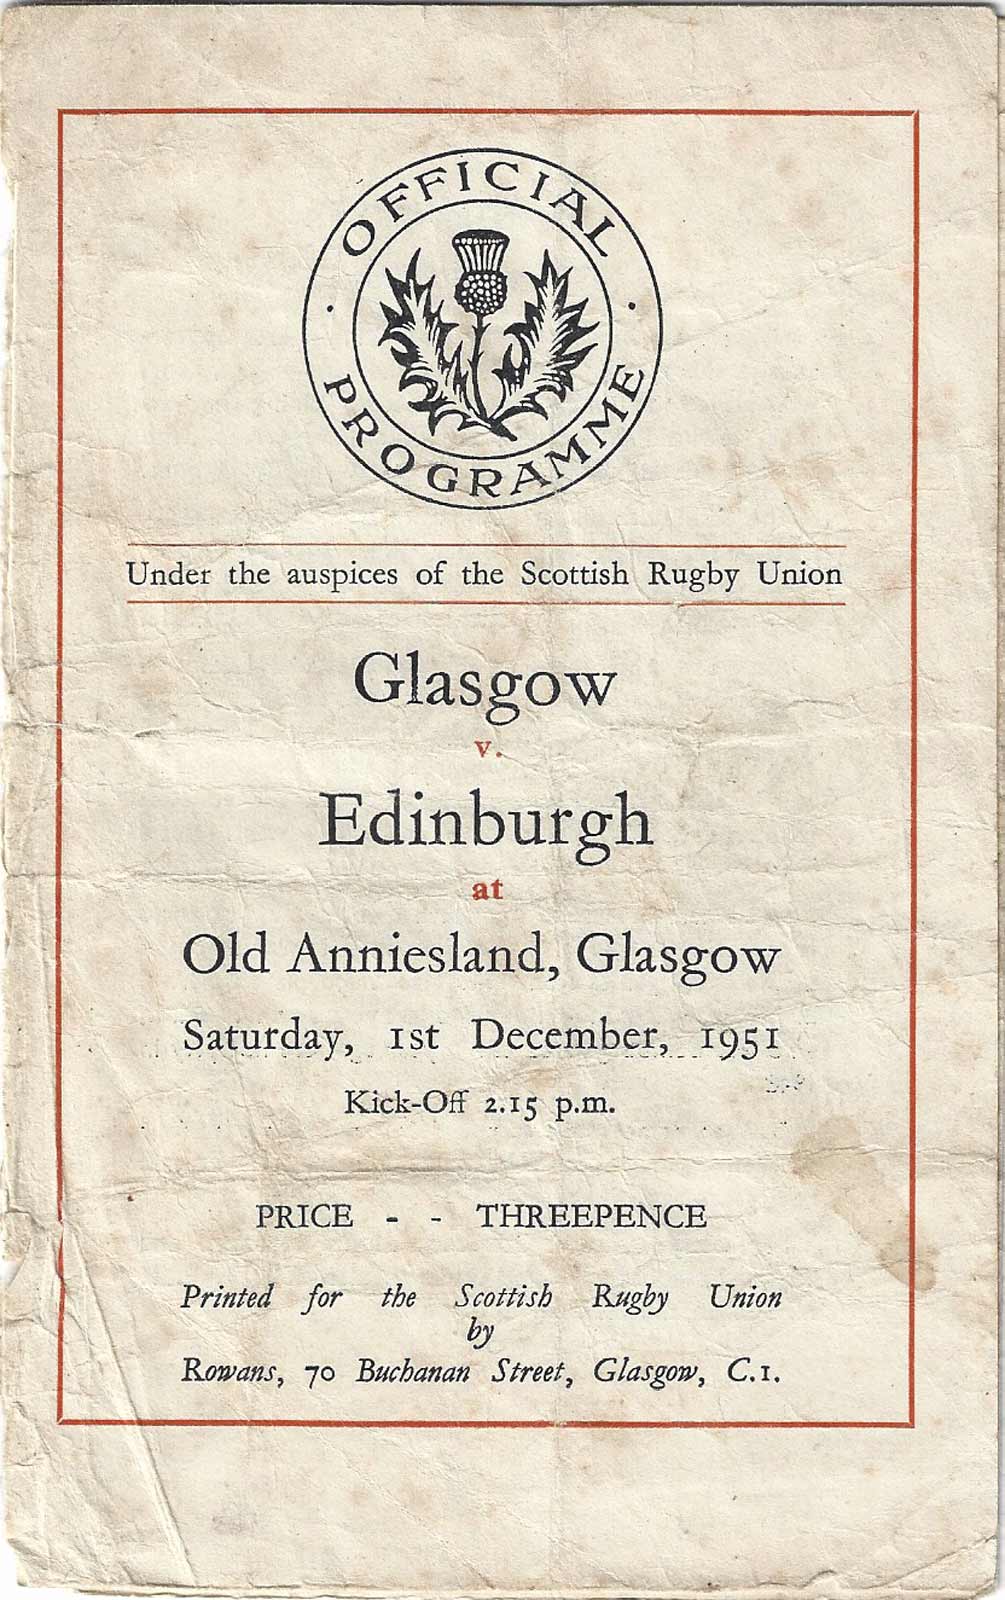 OFFICIAL
PROGRAMME
Under the auspices of the Scottish Rugby Union
Glasgow
v.
Edinburgh
at
Old Anniesland, Glasgow
Saturday, 1st December, 1951
Kick-Off 2.15 p.m.
PRICE - - THREEPENCE
Printed for the Scottish Rugby Union
by
Rowans, 70 Buchanan Street, Glasgow, C.1.